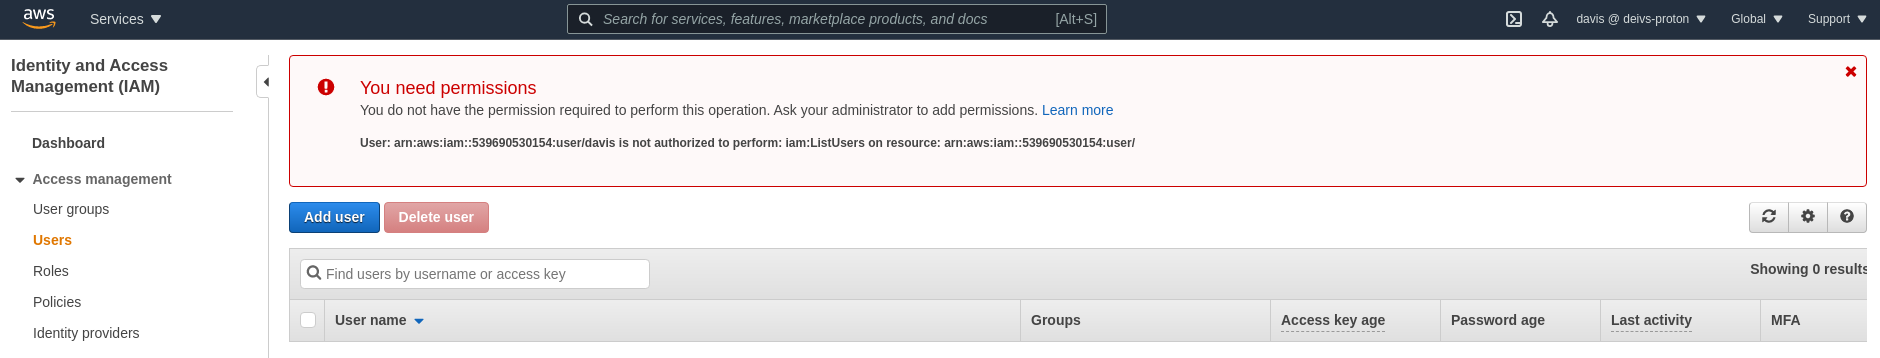 aws
Services
Search for services, features, marketplace products, and docs
[Alt+S]
davis @ deivs-proton
Global
Support
Identity and Access
Management (IAM)
Dashboard
Access management
User groups
Users
Roles
Policies
Identity providers
You need permissions
You do not have the permission required to perform this operation. Ask your administrator to add permissions. Learn more
User: arn:aws:iam::539690530154:user/davis is not authorized to perform: iam:ListUsers on resource: arn:aws:iam::539690530154:user/
Add user
Delete user
Find users by username or access key
Showing 0 results
User name
Groups
Access key age
Password age
Last activity
MFA